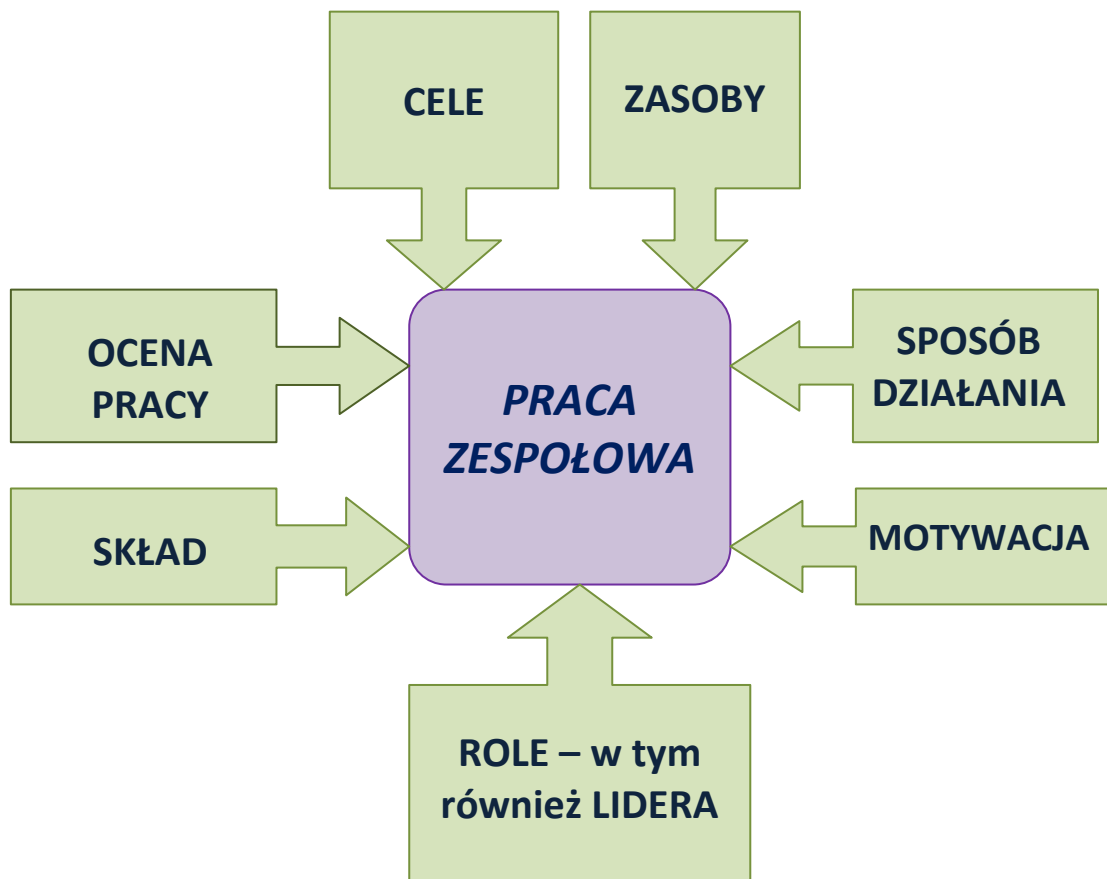 CELE
ZASOBY
OCENA
PRACY
PRACA
ZESPOŁOWA
SPOSÓB
DZIAŁANIA
SKŁAD
MOTYWACJA
ROLE – w tym
również LIDERA